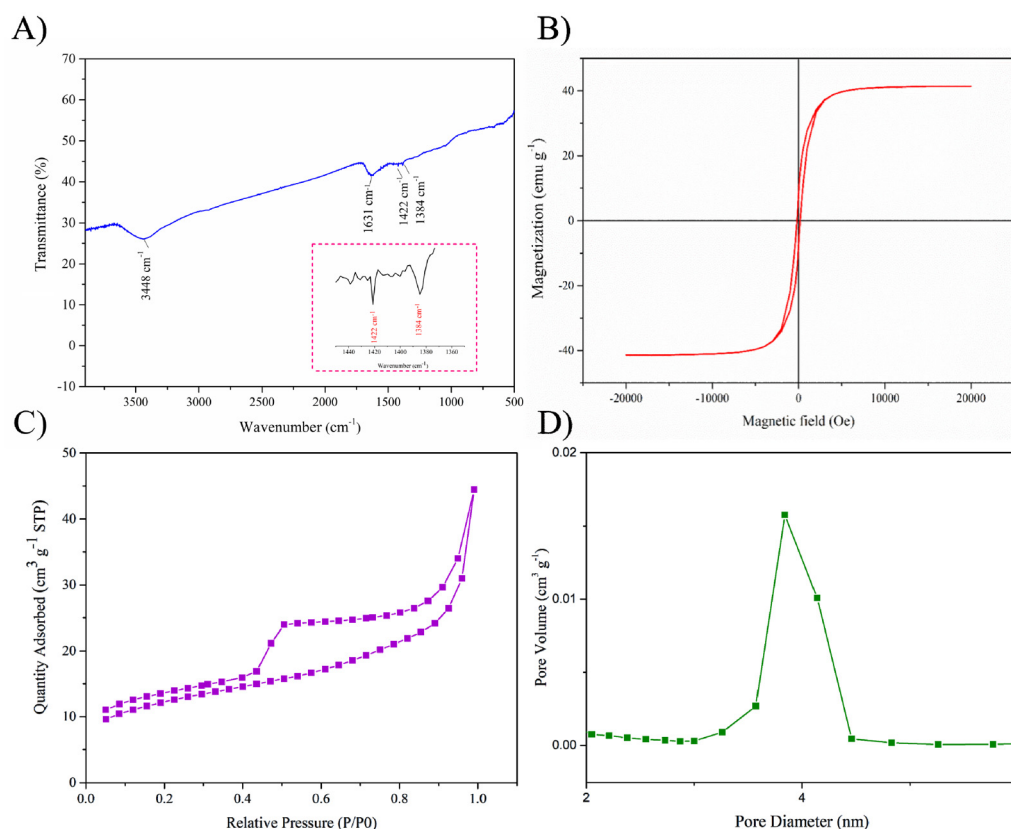 A)
70
60
50
40
30
20
10
0
-10
Transmittance (%)
3448 cm⁻¹
1631 cm⁻¹
1422 cm⁻¹
1384 cm⁻¹
1422 cm⁻¹
1384 cm⁻¹
1440 1420 1400 1380 1360
Wavenumber (cm⁻¹)
3500 3000 2500 2000 1500 1000 500
Wavenumber (cm⁻¹)
B)
40
20
0
-20
-40
Magnetization (emu g⁻¹)
-20000 -10000 0 10000 20000
Magnetic field (Oe)
C)
50
40
30
20
10
0
Quantity Adsorbed (cm³ g⁻¹ STP)
0.0 0.2 0.4 0.6 0.8 1.0
Relative Pressure (P/P0)
D)
0.02
0.01
0.00
Pore Volume (cm³ g⁻¹)
2 4
Pore Diameter (nm)